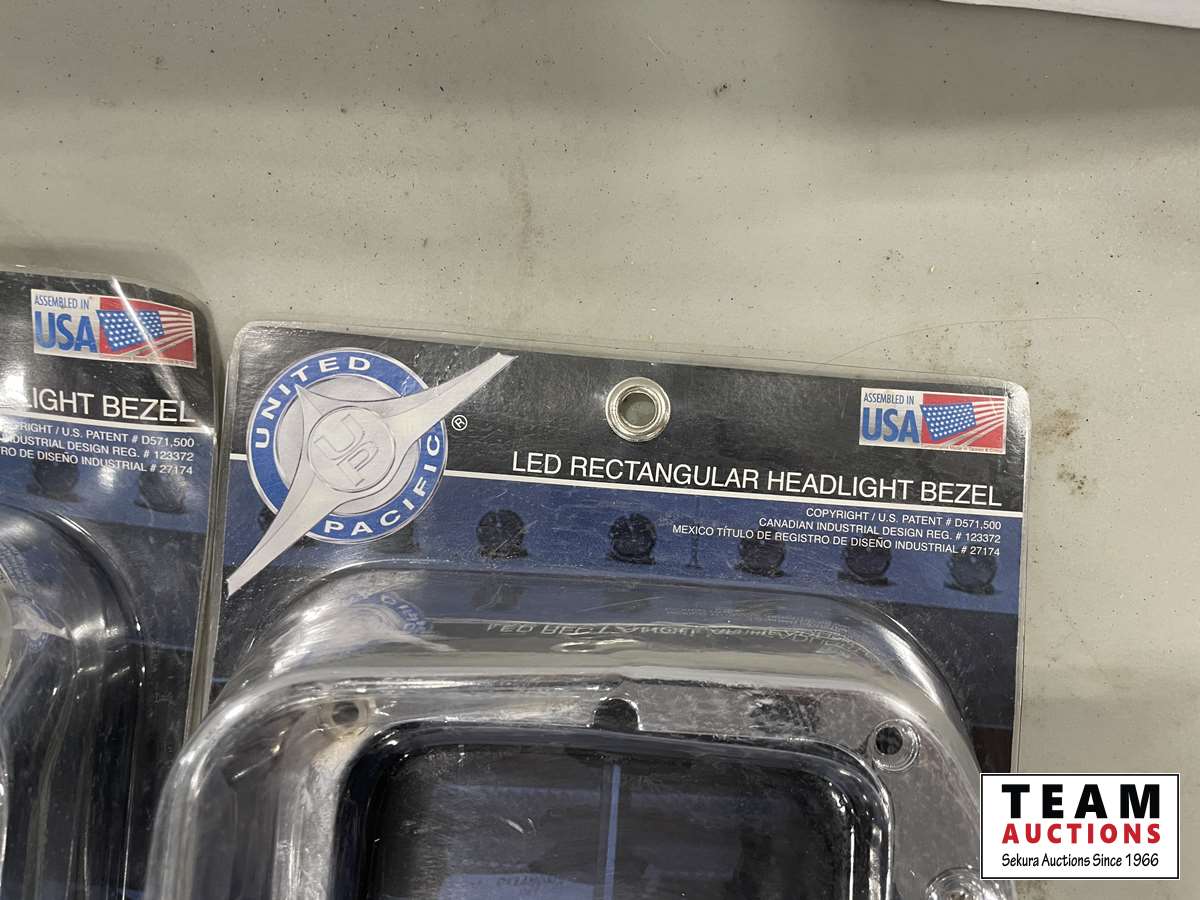 ASSEMBLED IN
USA
LIGHT BEZEL
RIGHT / U.S. PATENT # D571,500
INDUSTRIAL DESIGN REG. # 123372
RO DE DISEÑO INDUSTRIAL # 27174
UNITED
PACIFIC
®
ASSEMBLED IN
USA
LED RECTANGULAR HEADLIGHT BEZEL
COPYRIGHT / U.S. PATENT # D571,500
CANADIAN INDUSTRIAL DESIGN REG. # 123372
MEXICO TÍTULO DE REGISTRO DE DISEÑO INDUSTRIAL # 27174
TEAM
AUCTIONS
Sekura Auctions Since 1966